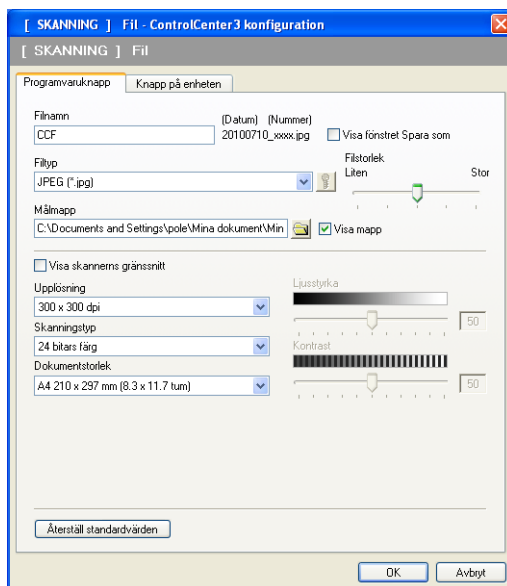 [ SKANNING ] Fil - ControlCenter3 konfiguration
[ SKANNING ] Fil
Programvaruknapp Knapp på enheten
Filnamn (Datum) (Nummer)
CCF 20100710_xxxx.jpg Visa fönstret Spara som
Filtyp Filstorlek
Liten Stor
JPEG (*.jpg)
Målmapp
C:\Documents and Settings\pole\Mina dokument\Min Visa mapp
Visa skannerns gränssnitt
Upplösning Ljusstyrka
300 x 300 dpi 50
Skanningstyp
24 bitars färg Kontrast
Dokumentstorlek
A4 210 x 297 mm (8.3 x 11.7 tum) 50
Återställ standardvärden
OK Avbryt